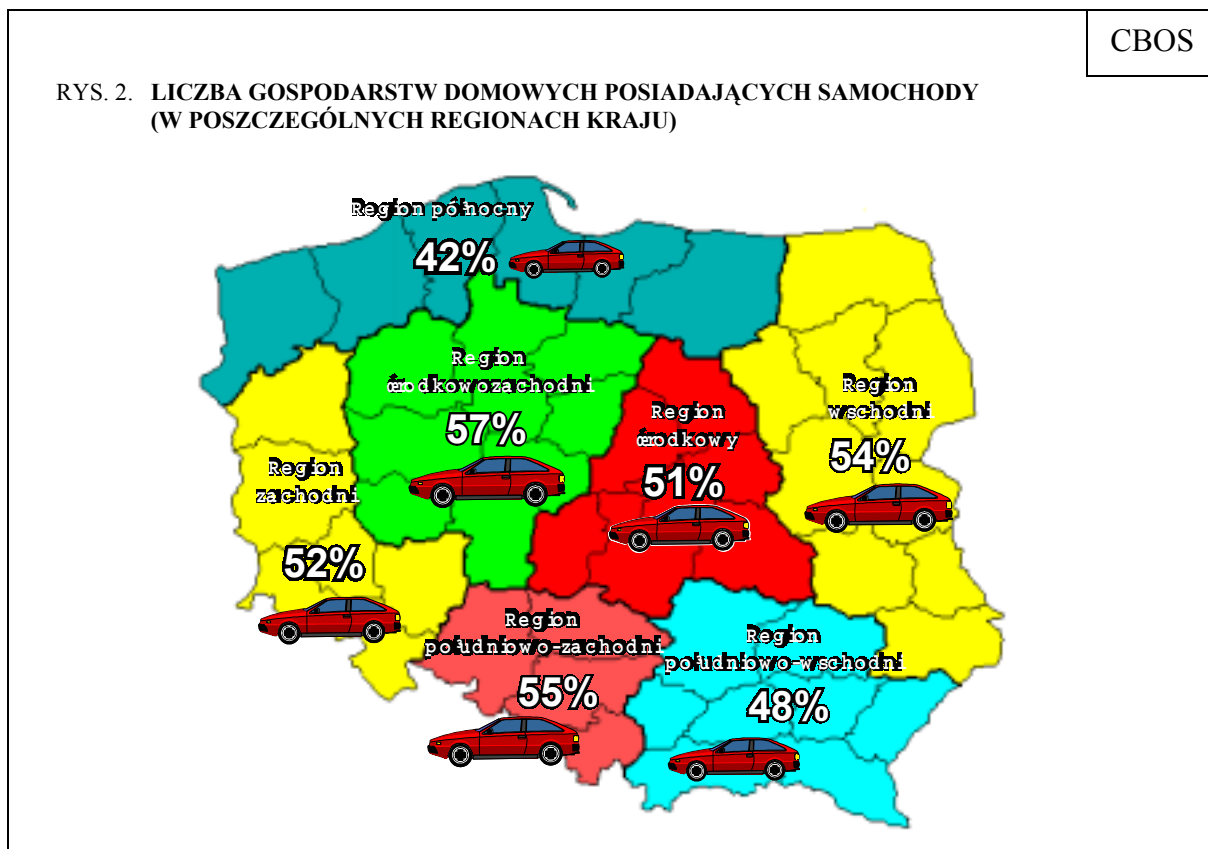 CBOS
RYS. 2. LICZBA GOSPODARSTW DOMOWYCH POSIADAJĄCYCH SAMOCHODY
(W POSZCZEGÓLNYCH REGIONACH KRAJU)
Region północny
42%
Region
środkowozachodni
57%
Region
środkowy
51%
Region
wschodni
54%
Region
zachodni
52%
Region
południowo-zachodni
55%
Region
południowo-wschodni
48%